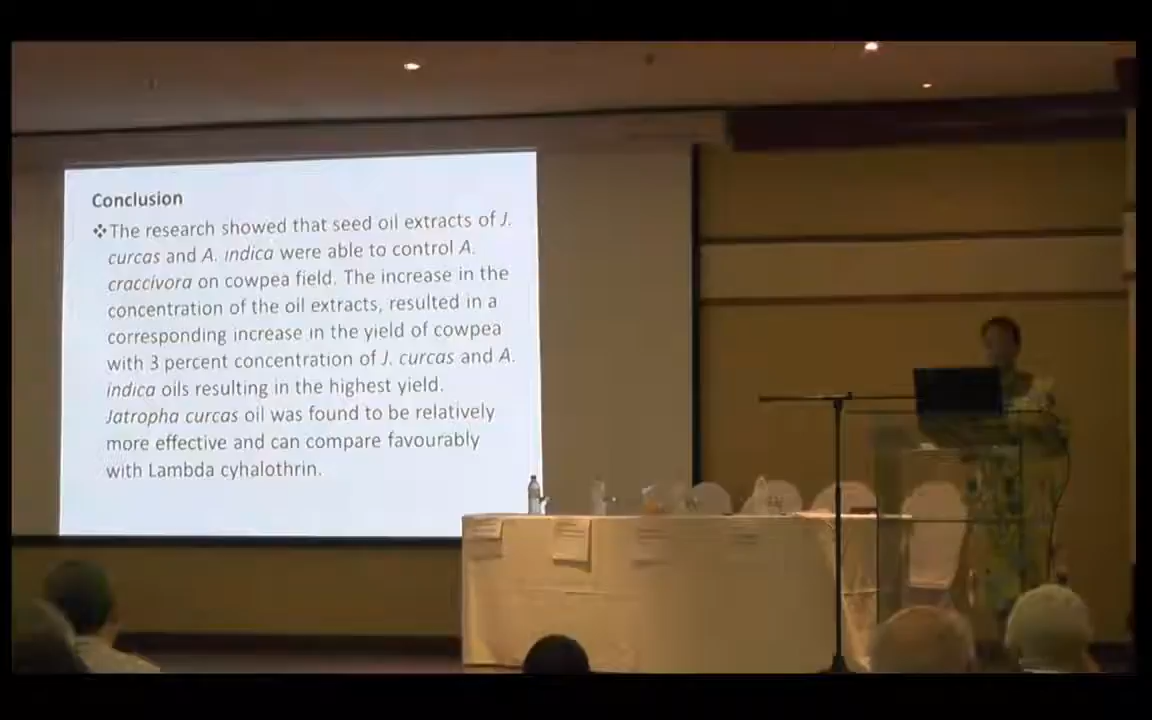 Conclusion
❖The research showed that seed oil extracts of J.
curcas and A. indica were able to control A.
craccivora on cowpea field. The increase in the
concentration of the oil extracts, resulted in a
corresponding increase in the yield of cowpea
with 3 percent concentration of J. curcas and A.
indica oils resulting in the highest yield.
Jatropha curcas oil was found to be relatively
more effective and can compare favourably
with Lambda cyhalothrin.